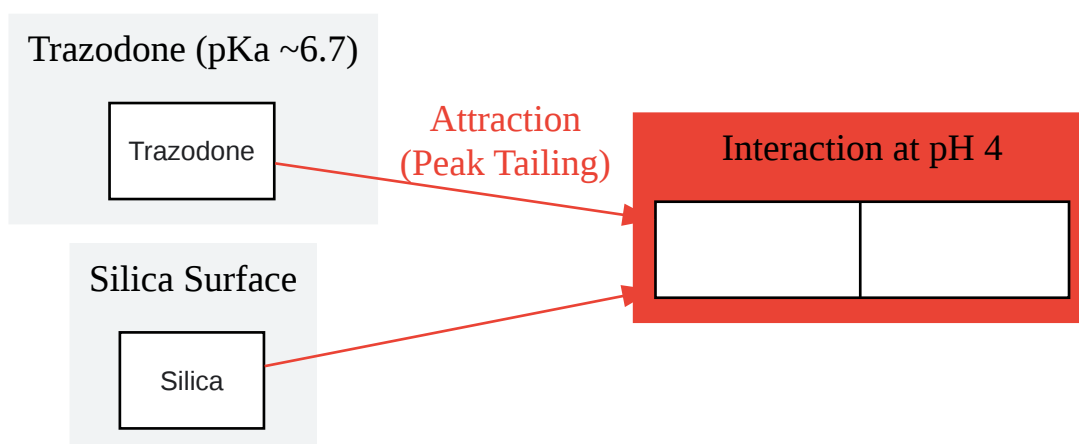 Trazodone (pKa ~6.7)
Trazodone
Attraction
(Peak Tailing)
Interaction at pH 4
Silica Surface
Silica